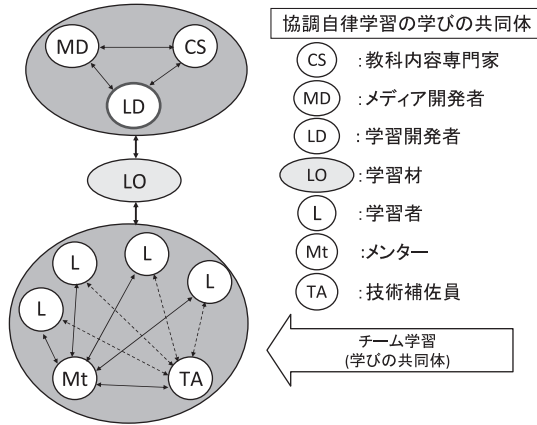 協調自律学習の学びの共同体
MD
CS
LD
LO
L
L
L
L
Mt
TA
CS :教科内容専門家
MD :メディア開発者
LD :学習開発者
LO :学習材
L :学習者
Mt :メンター
TA :技術補佐員
チーム学習
(学びの共同体)